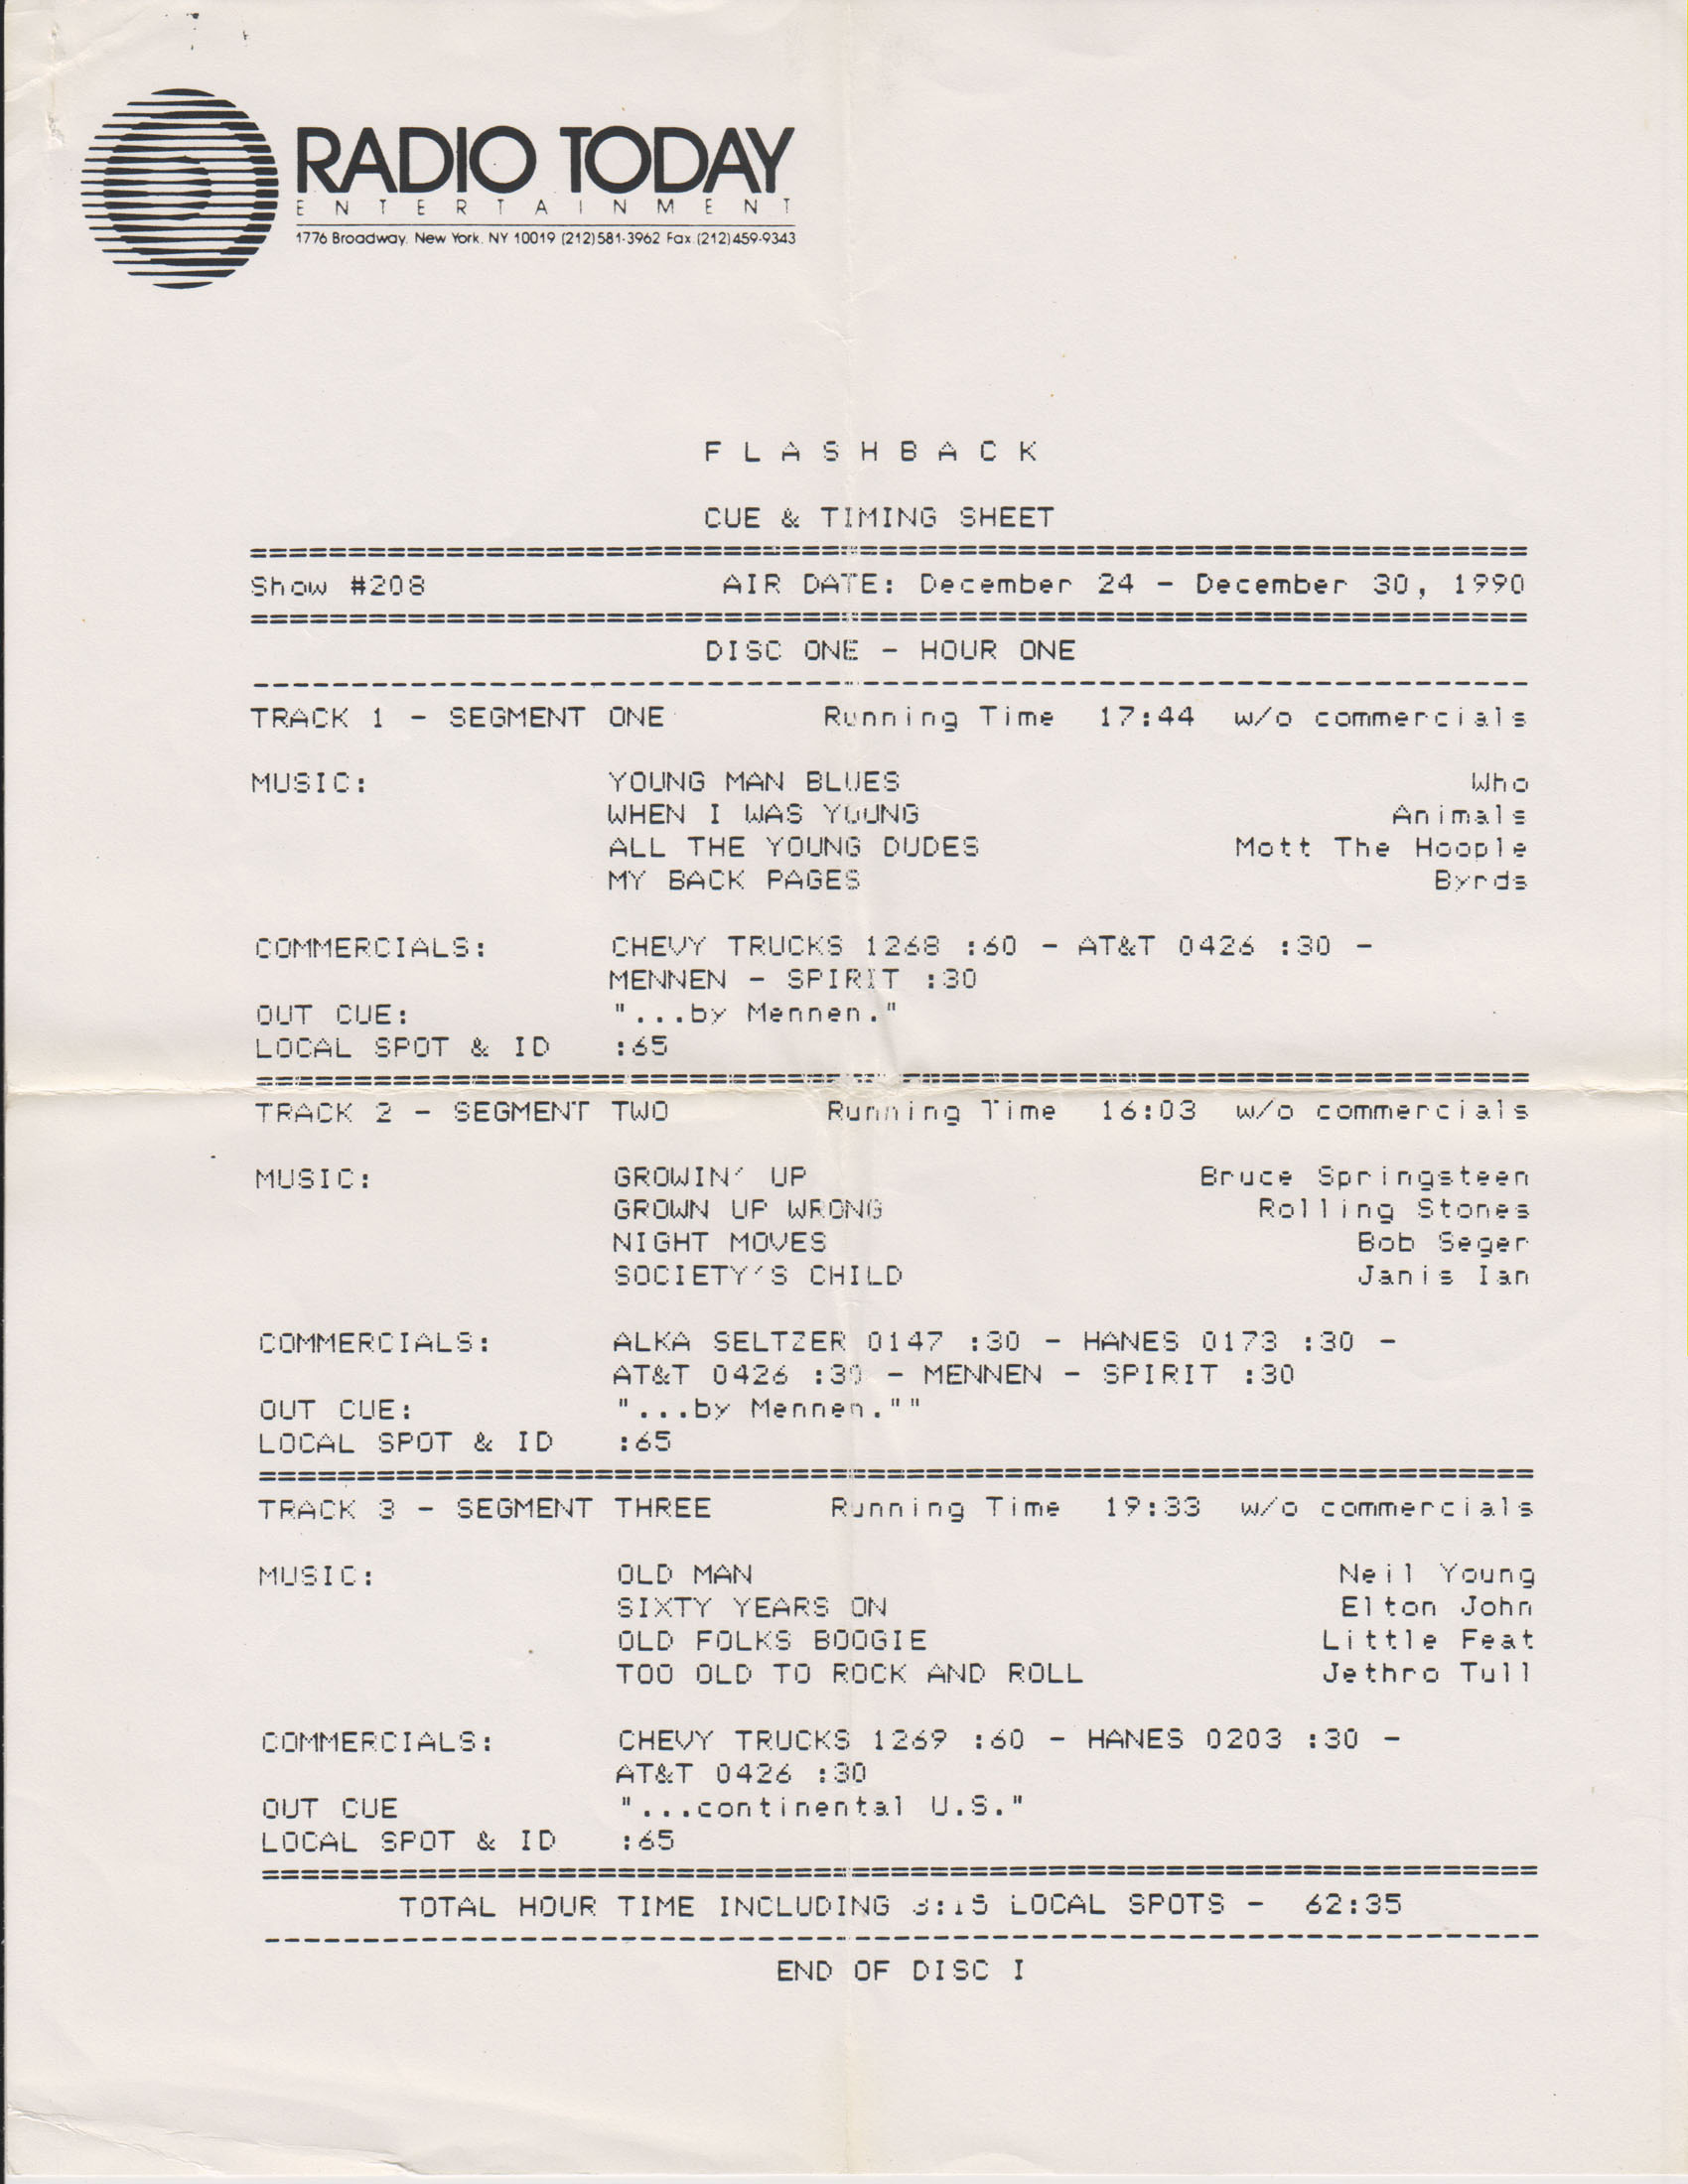 RADIO TODAY
ENTERTAINMENT
1776 Broadway, New York, NY 10019 (212)581-3962 Fax.(212)459-9343
F L A S H B A C K
CUE & TIMING SHEET
==================================================================
Show #208 AIR DATE: December 24 - December 30, 1990
==================================================================
DISC ONE - HOUR ONE
------------------------------------------------------------------
TRACK 1 - SEGMENT ONE Running Time 17:44 w/o commercials
MUSIC: YOUNG MAN BLUES Who
WHEN I WAS YOUNG Animals
ALL THE YOUNG DUDES Mott The Hoople
MY BACK PAGES Byrds
COMMERCIALS: CHEVY TRUCKS 1268 :60 - AT&T 0426 :30 -
MENNEN - SPIRIT :30
OUT CUE: "...by Mennen."
LOCAL SPOT & ID :65
==================================================================
TRACK 2 - SEGMENT TWO Running Time 16:03 w/o commercials
MUSIC: GROWIN' UP Bruce Springsteen
GROWN UP WRONG Rolling Stones
NIGHT MOVES Bob Seger
SOCIETY'S CHILD Janis Ian
COMMERCIALS: ALKA SELTZER 0147 :30 - HANES 0173 :30 -
AT&T 0426 :30 - MENNEN - SPIRIT :30
OUT CUE: "...by Mennen.""
LOCAL SPOT & ID :65
==================================================================
TRACK 3 - SEGMENT THREE Running Time 19:33 w/o commercials
MUSIC: OLD MAN Neil Young
SIXTY YEARS ON Elton John
OLD FOLKS BOOGIE Little Feat
TOO OLD TO ROCK AND ROLL Jethro Tull
COMMERCIALS: CHEVY TRUCKS 1269 :60 - HANES 0203 :30 -
AT&T 0426 :30
OUT CUE "...continental U.S."
LOCAL SPOT & ID :65
==================================================================
TOTAL HOUR TIME INCLUDING 3:15 LOCAL SPOTS - 62:35
------------------------------------------------------------------
END OF DISC I